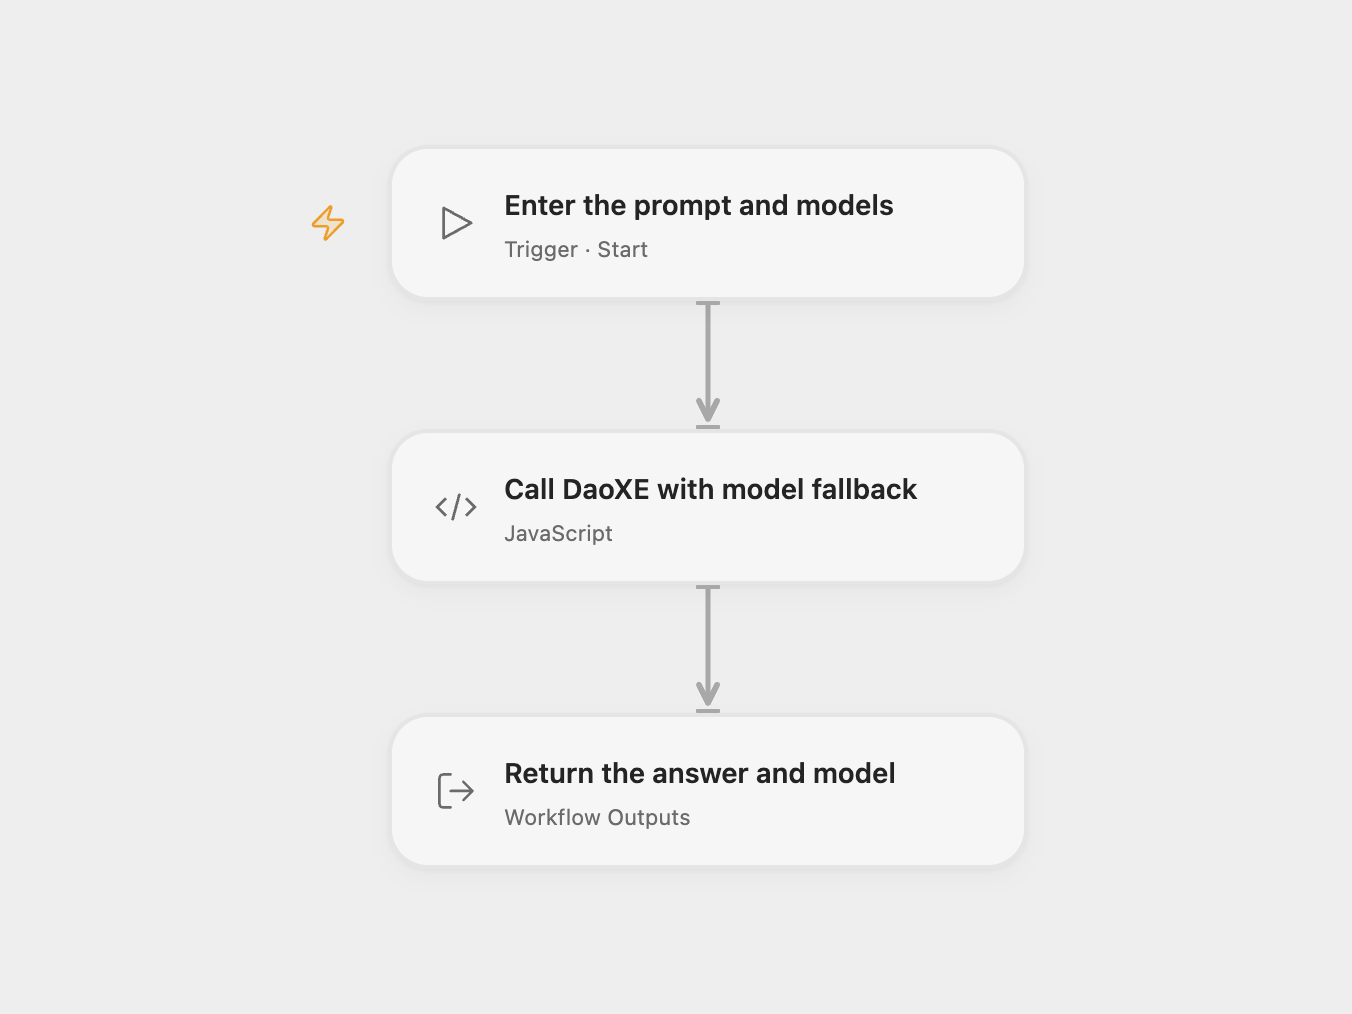 Enter the prompt and models
Trigger · Start
Call DaoXE with model fallback
JavaScript
Return the answer and model
Workflow Outputs